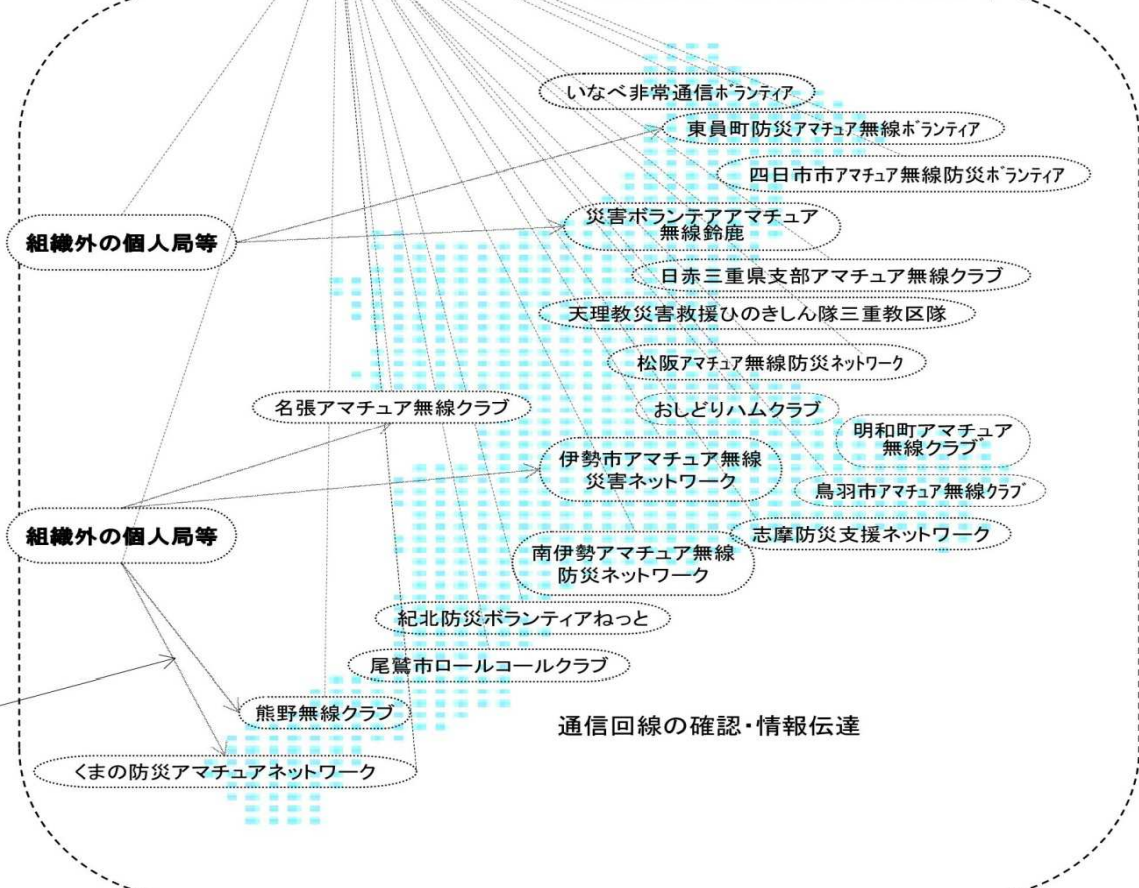 いなべ非常通信ボランティア
東員町防災アマチュア無線ボランティア
四日市市アマチュア無線防災ボランティア
災害ボランテアアマチュア
無線鈴鹿
組織外の個人局等
日赤三重県支部アマチュア無線クラブ
天理教災害救援ひのきしん隊三重教区隊
松阪アマチュア無線防災ネットワーク
名張アマチュア無線クラブ
おしどりハムクラブ
明和町アマチュア
無線クラブ
伊勢市アマチュア無線
災害ネットワーク
鳥羽市アマチュア無線クラブ
組織外の個人局等
志摩防災支援ネットワーク
南伊勢アマチュア無線
防災ネットワーク
紀北防災ボランティアねっと
尾鷲市ロールコールクラブ
熊野無線クラブ
通信回線の確認・情報伝達
くまの防災アマチュアネットワーク